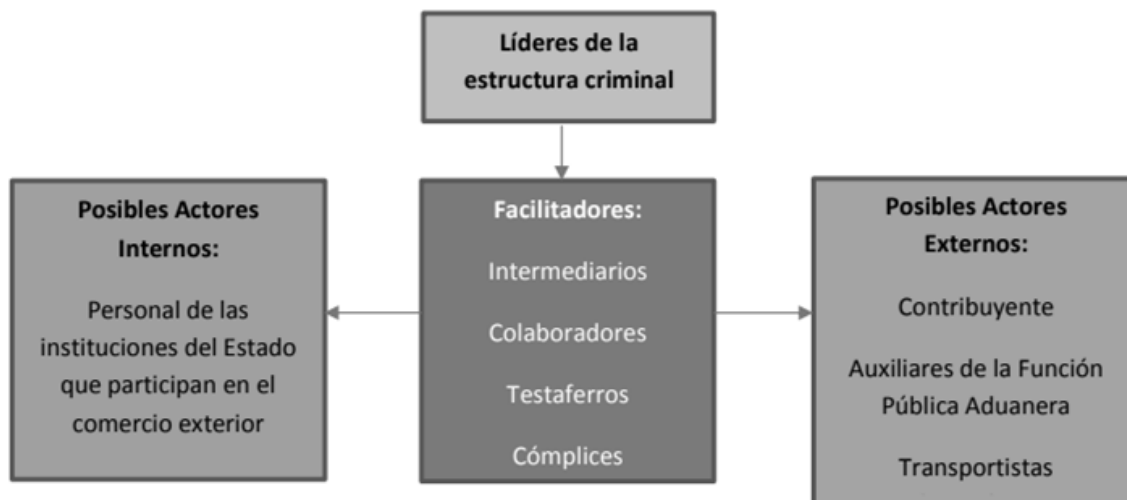 Líderes de la
estructura criminal
Posibles Actores
Internos:
Personal de las
instituciones del Estado
que participan en el
comercio exterior
Facilitadores:
Intermediarios
Colaboradores
Testaferros
Cómplices
Posibles Actores
Externos:
Contribuyente
Auxiliares de la Función
Pública Aduanera
Transportistas